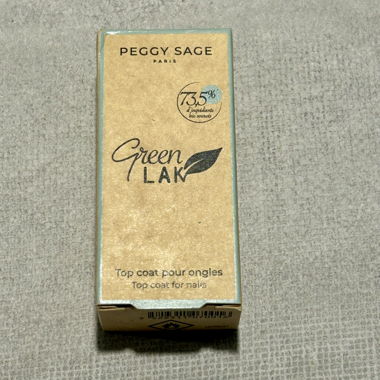 PEGGY SAGE
PARIS
73,5%
d'ingrédients
bio sourcés
Green
LAK
Top coat pour ongles
Top coat for nails